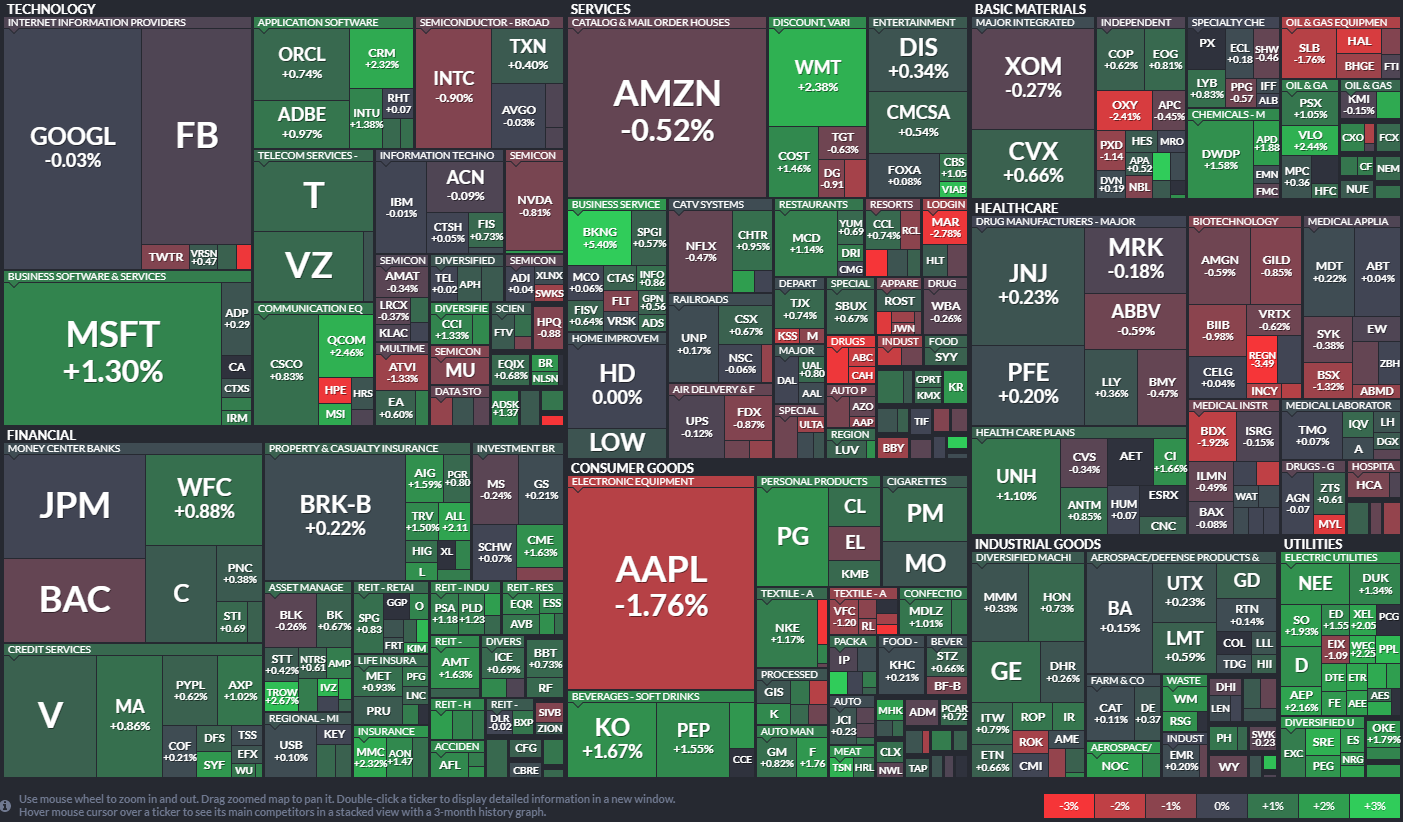 TECHNOLOGY
INTERNET INFORMATION PROVIDERS
GOOGL
-0.03%
FB
TWTR
VRSN
+0.47
APPLICATION SOFTWARE
ORCL
+0.74%
ADBE
+0.97%
CRM
+2.32%
INTU
+1.38%
RHT
+0.07
SEMICONDUCTOR - BROAD
INTC
-0.90%
TXN
+0.40%
AVGO
-0.03%
TELECOM SERVICES -
T
VZ
INFORMATION TECHNO
IBM
-0.01%
ACN
-0.09%
CTSH
+0.05%
FIS
+0.73%
SEMICON
NVDA
-0.81%
BUSINESS SOFTWARE & SERVICES
MSFT
+1.30%
ADP
+0.29
CA
CTXS
IRM
COMMUNICATION EQ
CSCO
+0.83%
QCOM
+2.46%
HPE
HRS
MSI
SEMICON
AMAT
-0.34%
LRCX
-0.37%
KLAC
DIVERSIFIED
TEL
+0.02
APH
SEMICON
ADI
+0.04
XLNX
SWKS
DIVERSIFIE
CCI
+1.33%
SCIEN
FTV
HPQ
-0.88
MULTIME
ATVI
-1.33%
EA
+0.60%
SEMICON
MU
DATA STO
EQIX
+0.68%
BR
NLSN
ADSK
+1.37
SERVICES
CATALOG & MAIL ORDER HOUSES
AMZN
-0.52%
DISCOUNT, VARI
WMT
+2.38%
COST
+1.46%
TGT
-0.63%
DG
-0.91
ENTERTAINMENT
DIS
+0.34%
CMCSA
+0.54%
FOXA
+0.08%
CBS
+1.05
VIAB
BUSINESS SERVICE
BKNG
+5.40%
SPGI
+0.57%
MCO
+0.06%
CTAS
INFO
+0.86
FISV
+0.64%
FLT
GPN
+0.56
VRSK
ADS
CATV SYSTEMS
NFLX
-0.47%
CHTR
+0.95%
RESTAURANTS
MCD
+1.14%
YUM
+0.69
DRI
CMG
RESORTS
CCL
+0.74%
RCL
LODGIN
MAR
-2.78%
HLT
RAILROADS
UNP
+0.17%
CSX
+0.67%
NSC
-0.06%
DEPART
TJX
+0.74%
KSS
M
SPECIAL
SBUX
+0.67%
APPARE
ROST
JWN
DRUG
WBA
-0.26%
HOME IMPROVEM
HD
0.00%
LOW
AIR DELIVERY & F
UPS
-0.12%
FDX
-0.87%
MAJOR
DAL
UAL
+0.80
AAL
DRUGS
ABC
CAH
INDUST
FOOD
SYY
AUTO P
AZO
AAP
CPRT
KMX
KR
SPECIAL
ULTA
REGION
LUV
TIF
BBY
BASIC MATERIALS
MAJOR INTEGRATED
XOM
-0.27%
CVX
+0.66%
INDEPENDENT
COP
+0.62%
EOG
+0.81%
OXY
-2.41%
APC
-0.45%
PXD
-1.14
HES
MRO
APA
+0.52
DVN
+0.19
NBL
SPECIALTY CHE
PX
ECL
+0.18
SHW
-0.46
LYB
+0.83%
PPG
-0.57
IFF
ALB
CHEMICALS - M
DWDP
+1.58%
APD
+1.88
EMN
FMC
OIL & GAS EQUIPMEN
SLB
-1.76%
HAL
BHGE
FTI
OIL & GA
PSX
+1.05%
VLO
+2.44%
MPC
+0.36
HFC
OIL & GAS
KMI
-0.15%
CXO
FCX
CF
NEM
NUE
HEALTHCARE
DRUG MANUFACTURERS - MAJOR
JNJ
+0.23%
PFE
+0.20%
MRK
-0.18%
ABBV
-0.59%
LLY
+0.36%
BMY
-0.47%
BIOTECHNOLOGY
AMGN
-0.59%
GILD
-0.85%
BIIB
-0.98%
VRTX
-0.62%
CELG
+0.04%
REGN
-3.49
INCY
MEDICAL APPLIA
MDT
+0.22%
ABT
+0.04%
SYK
-0.38%
EW
BSX
-1.32%
ZBH
ABMD
HEALTH CARE PLANS
UNH
+1.10%
CVS
-0.34%
AET
CI
+1.66%
ANTM
+0.85%
HUM
+0.07
ESRX
CNC
MEDICAL INSTR
BDX
-1.92%
ISRG
-0.15%
ILMN
-0.49%
WAT
BAX
-0.08%
MEDICAL LABORATOR
TMO
+0.07%
IQV
LH
A
DGX
DRUGS - G
AGN
-0.07
ZTS
+0.61
MYL
HOSPITA
HCA
FINANCIAL
MONEY CENTER BANKS
JPM
BAC
WFC
+0.88%
C
PNC
+0.38%
STI
+0.69
PROPERTY & CASUALTY INSURANCE
BRK-B
+0.22%
AIG
+1.59%
PGR
+0.80
TRV
+1.50%
ALL
+2.11
HIG
XL
L
INVESTMENT BR
MS
-0.24%
GS
+0.21%
SCHW
+0.07%
CME
+1.63%
CREDIT SERVICES
V
MA
+0.86%
PYPL
+0.62%
AXP
+1.02%
COF
+0.21%
DFS
TSS
SYF
EFX
WU
ASSET MANAGE
BLK
-0.26%
BK
+0.67%
STT
+0.42%
NTRS
+0.61
AMP
TROW
+2.67%
IVZ
REIT - RETAI
SPG
+0.83
GGP
O
FRT
KIM
REIT - INDU
PSA
+1.18
PLD
+1.23
REIT - RES
EQR
ESS
AVB
REIT -
AMT
+1.63%
DIVERS
ICE
+0.69%
BBT
+0.73%
RF
LIFE INSURA
MET
+0.93%
PFG
LNC
PRU
REGIONAL - MI
USB
+0.10%
KEY
INSURANCE
MMC
+2.32%
AON
+1.47
REIT - H
REIT -
DLR
-0.02
BXP
SIVB
ZION
ACCIDEN
AFL
CFG
CBRE
CONSUMER GOODS
ELECTRONIC EQUIPMENT
AAPL
-1.76%
PERSONAL PRODUCTS
PG
CL
EL
KMB
CIGARETTES
PM
MO
TEXTILE - A
NKE
+1.17%
TEXTILE - A
VFC
-1.20
RL
CONFECTIO
MDLZ
+1.01%
BEVERAGES - SOFT DRINKS
KO
+1.67%
PEP
+1.55%
CCE
PROCESSED
GIS
K
PACKA
IP
FOOD -
KHC
+0.21%
BEVER
STZ
+0.66%
BF-B
AUTO
JCI
+0.23
MHK
ADM
PCAR
+0.72
AUTO MAN
GM
+0.82%
F
+1.76
MEAT
TSN
HRL
CLX
NWL
TAP
INDUSTRIAL GOODS
DIVERSIFIED MACHI
MMM
+0.33%
HON
+0.73%
GE
DHR
+0.26%
ITW
+0.79%
ROP
IR
ETN
+0.66%
ROK
AME
CMI
AEROSPACE/DEFENSE PRODUCTS &
BA
+0.15%
UTX
+0.23%
GD
RTN
+0.14%
LMT
+0.59%
COL
LLL
TDG
HII
FARM & CO
CAT
+0.11%
DE
+0.37
WASTE
WM
RSG
DHI
LEN
AEROSPACE/
NOC
INDUST
EMR
+0.20%
PH
SWK
-0.23
WY
UTILITIES
ELECTRIC UTILITIES
NEE
DUK
+1.34%
SO
+1.93%
ED
+1.55
XEL
+2.05
PCG
D
EIX
-1.09
WEC
+2.25
PPL
DTE
ETR
AEP
+2.16%
FE
AEE
AES
DIVERSIFIED U
EXC
SRE
ES
OKE
+1.79%
PEG
NRG
Use mouse wheel to zoom in and out. Drag zoomed map to pan it. Double-click a ticker to display detailed information in a new window.
Hover mouse cursor over a ticker to see its main competitors in a stacked view with a 3-month history graph.
-3%
-2%
-1%
0%
+1%
+2%
+3%